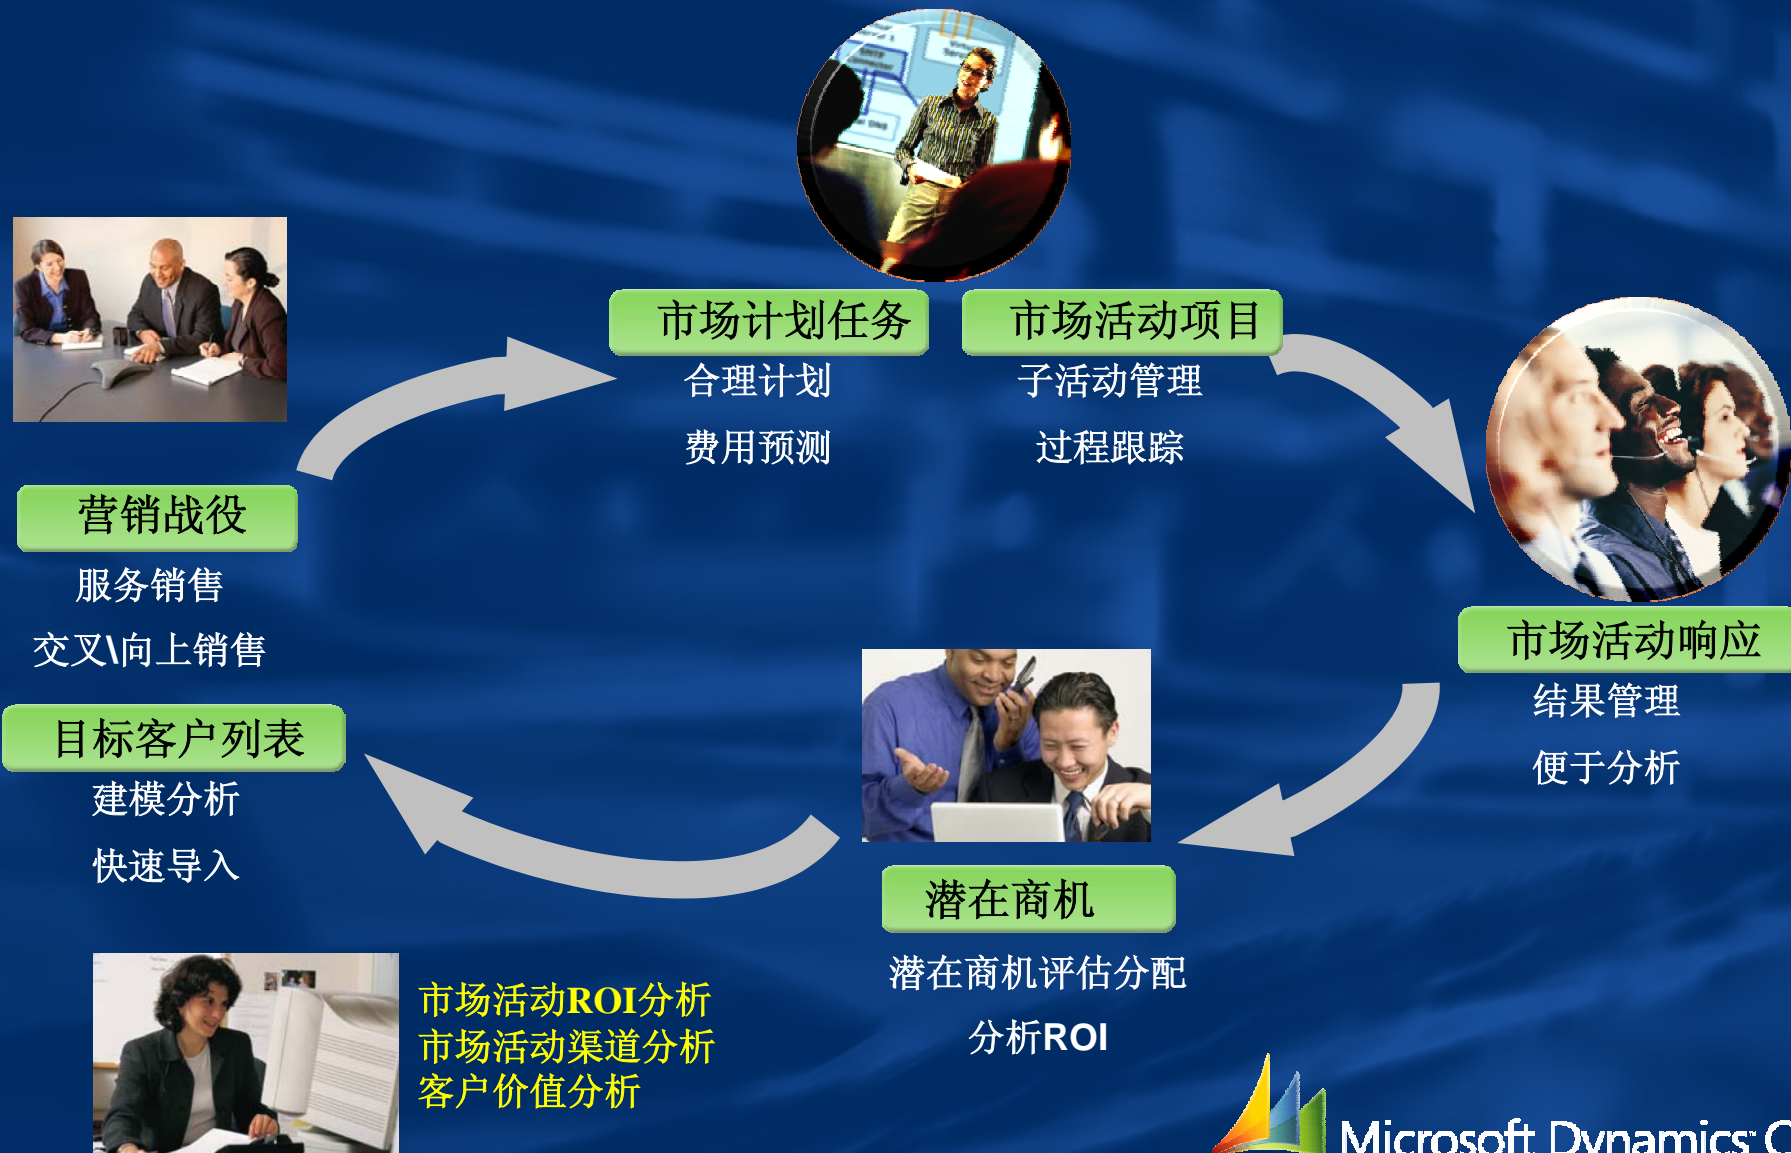 市场计划任务
合理计划
费用预测
市场活动项目
子活动管理
过程跟踪
营销战役
服务销售
交叉\向上销售
目标客户列表
建模分析
快速导入
市场活动响应
结果管理
便于分析
潜在商机
潜在商机评估分配
分析ROI
市场活动ROI分析
市场活动渠道分析
客户价值分析
Microsoft Dynamics C